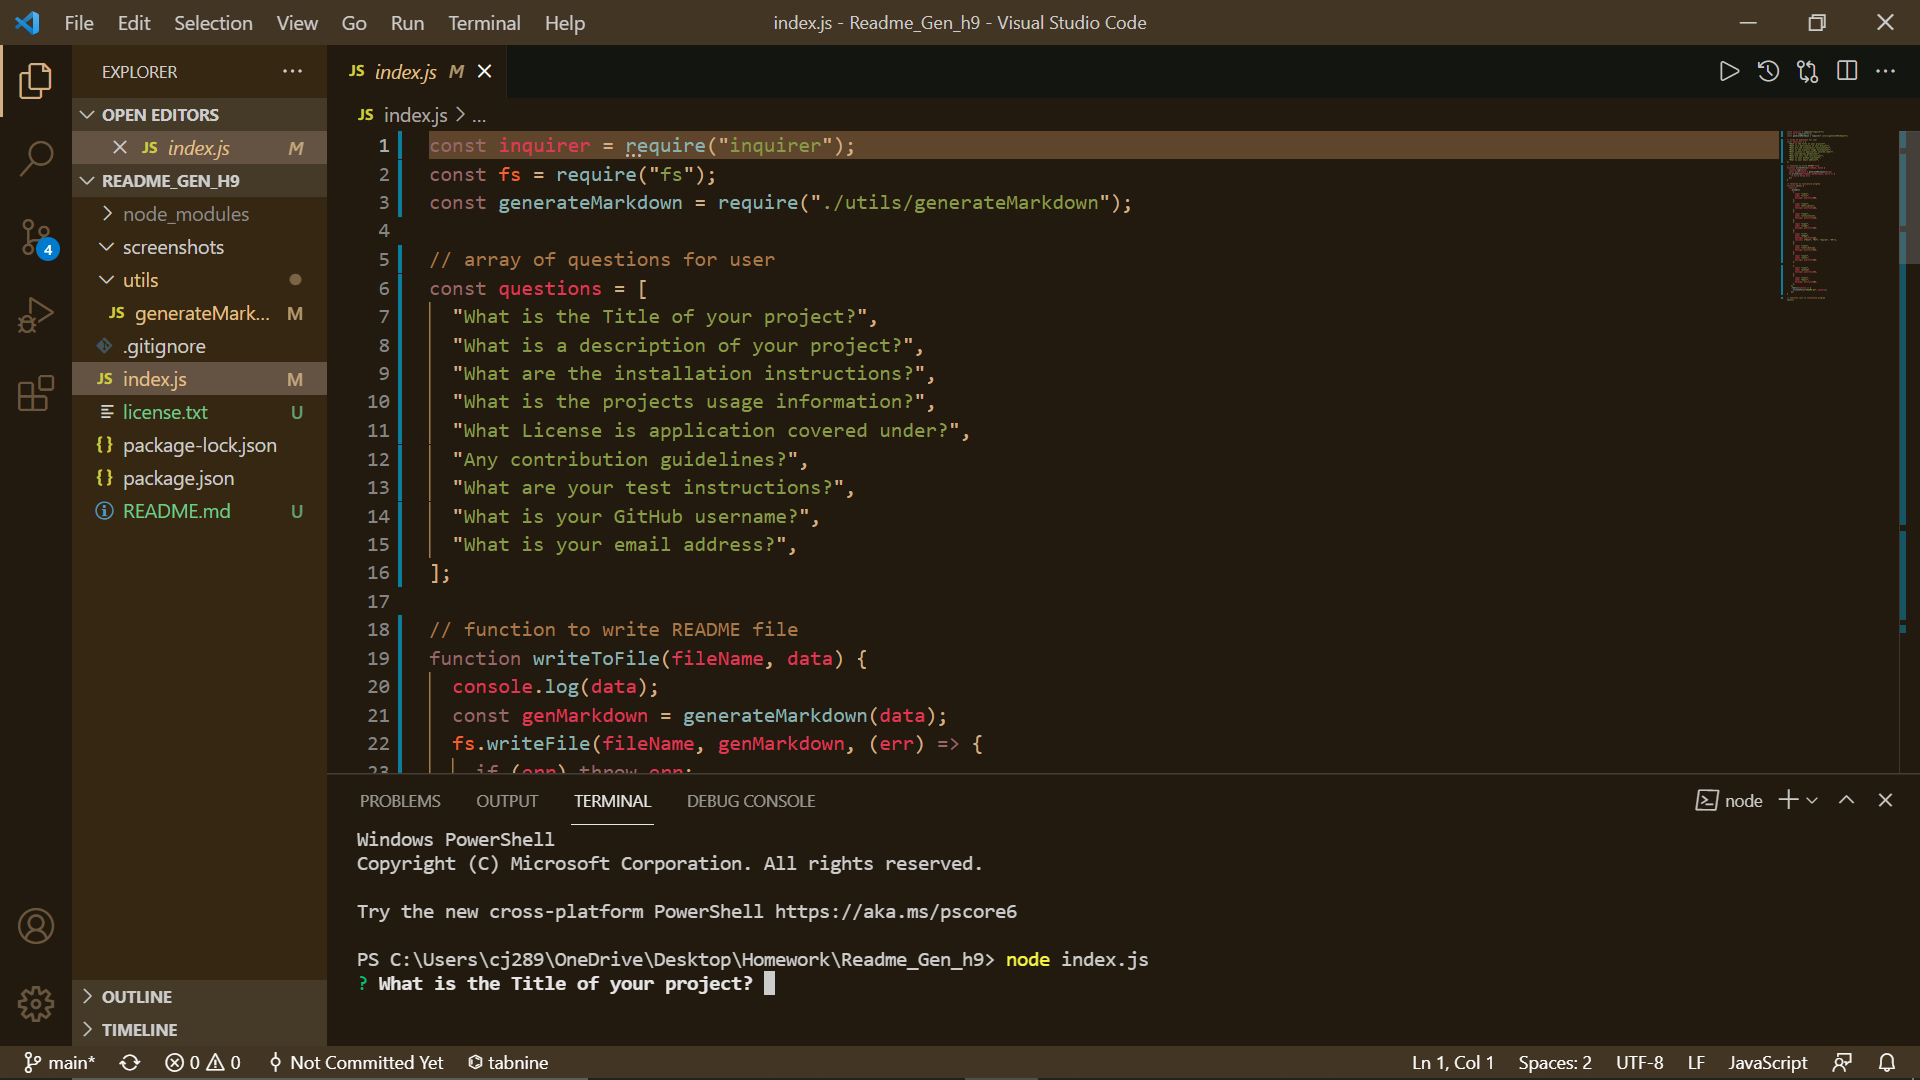 File Edit Selection View Go Run Terminal Help
index.js - Readme_Gen_h9 - Visual Studio Code
EXPLORER
OPEN EDITORS
JS index.js M
README_GEN_H9
node_modules
screenshots
utils
JS generateMark... M
.gitignore
JS index.js M
license.txt U
{} package-lock.json
{} package.json
README.md U
OUTLINE
TIMELINE
4
JS index.js M
JS index.js > ...
1 const inquirer = require("inquirer");
2 const fs = require("fs");
3 const generateMarkdown = require("./utils/generateMarkdown");
4
5 // array of questions for user
6 const questions = [
7 "What is the Title of your project?",
8 "What is a description of your project?",
9 "What are the installation instructions?",
10 "What is the projects usage information?",
11 "What License is application covered under?",
12 "Any contribution guidelines?",
13 "What are your test instructions?",
14 "What is your GitHub username?",
15 "What is your email address?",
16 ];
17
18 // function to write README file
19 function writeToFile(fileName, data) {
20 console.log(data);
21 const genMarkdown = generateMarkdown(data);
22 fs.writeFile(fileName, genMarkdown, (err) => {
23 if (err) throw err;
PROBLEMS OUTPUT TERMINAL DEBUG CONSOLE
node
Windows PowerShell
Copyright (C) Microsoft Corporation. All rights reserved.
Try the new cross-platform PowerShell https://aka.ms/pscore6
PS C:\Users\cj289\OneDrive\Desktop\Homework\Readme_Gen_h9> node index.js
? What is the Title of your project?
main* 0 0 Not Committed Yet tabnine
Ln 1, Col 1 Spaces: 2 UTF-8 LF JavaScript